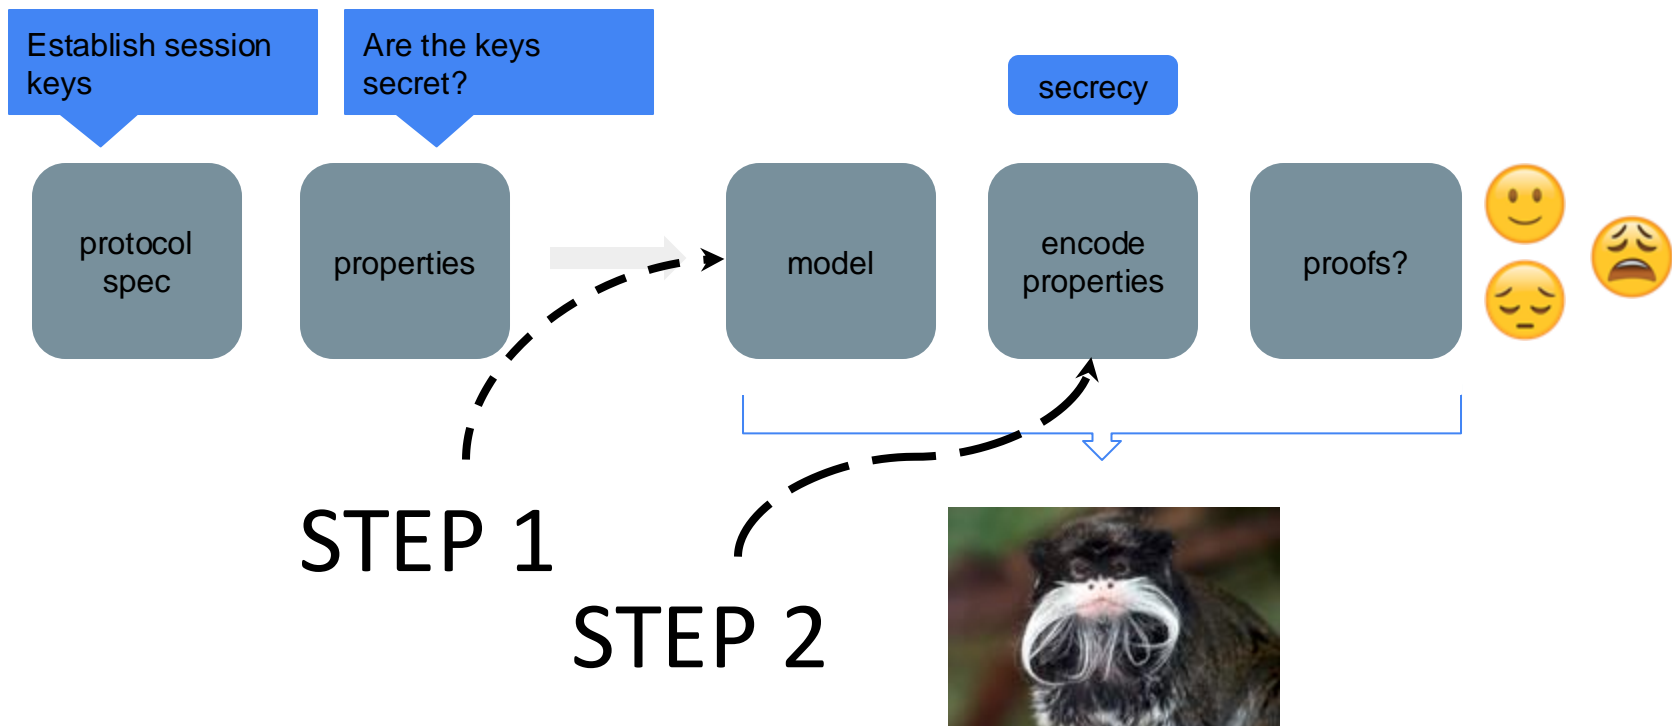 Establish session
keys
Are the keys
secret?
secrecy
protocol
spec
properties
model
encode
properties
proofs?
STEP 1
STEP 2